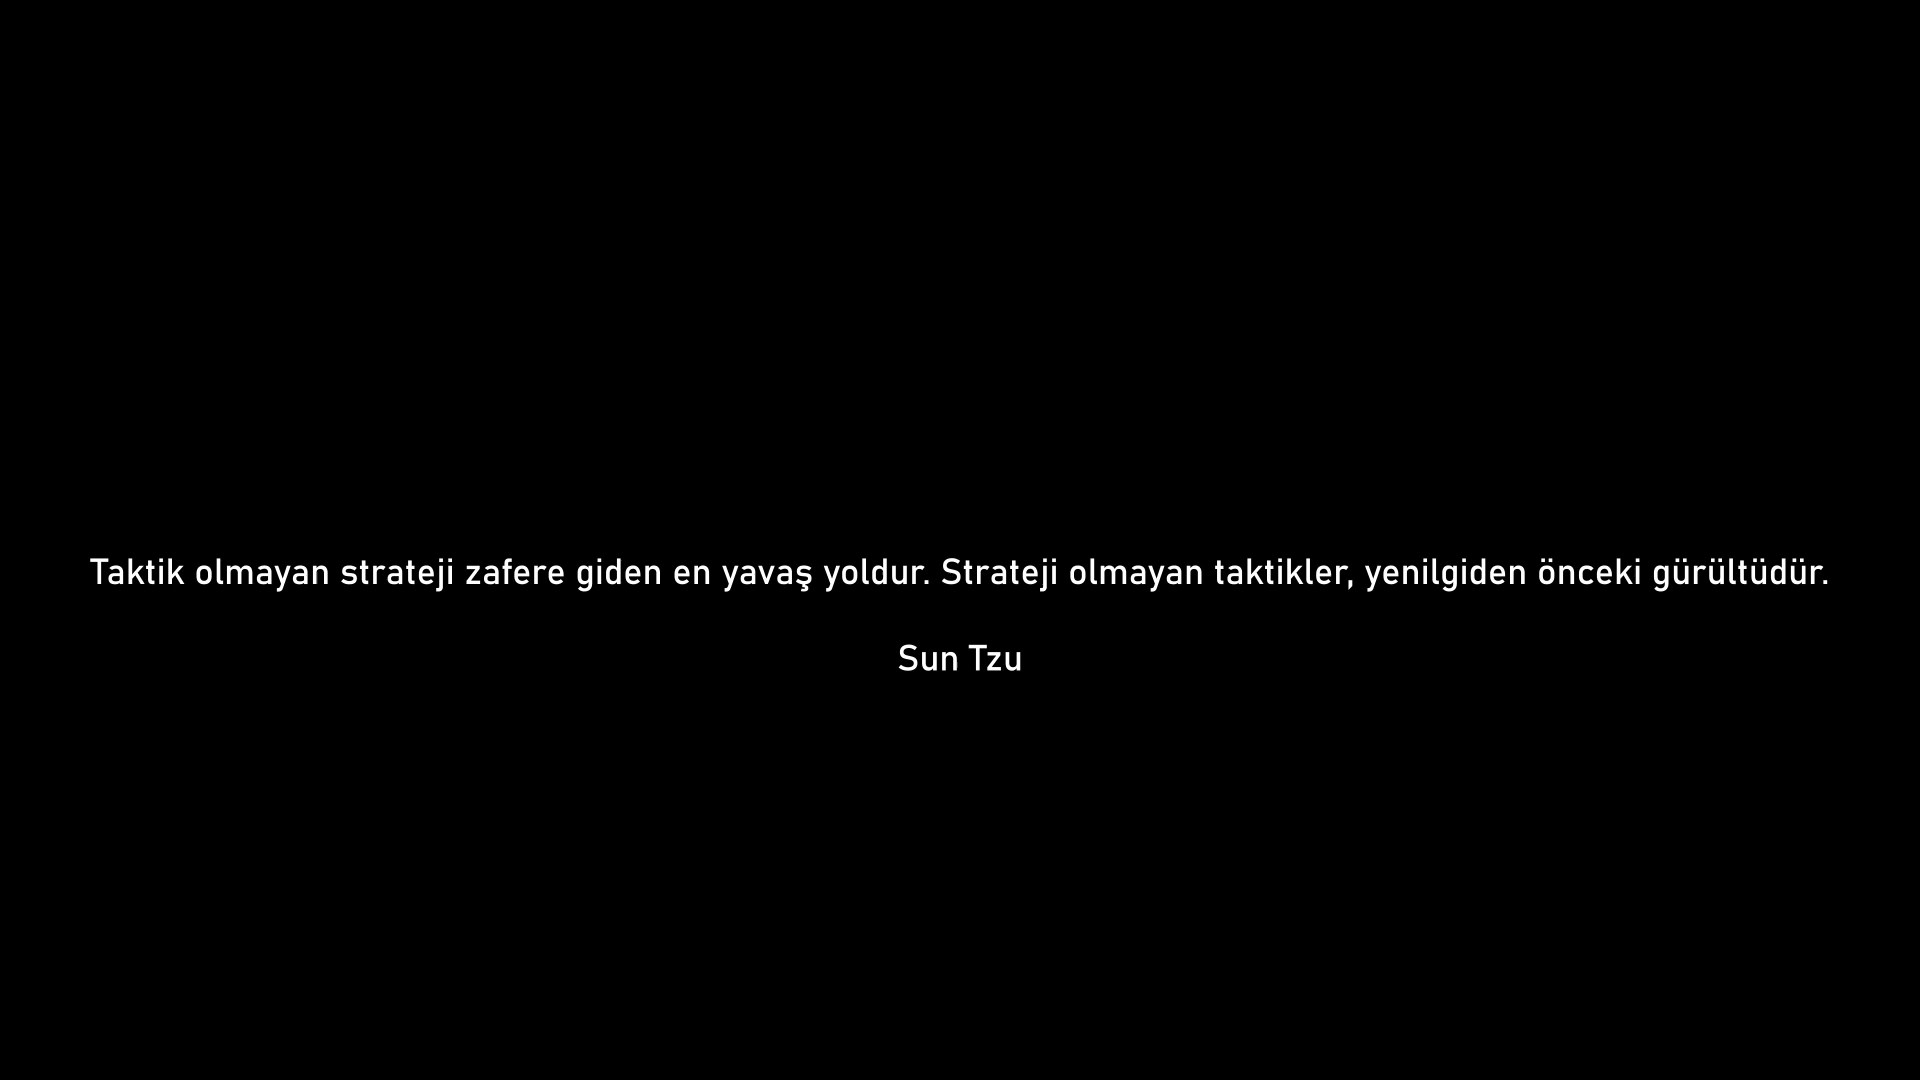 Taktik olmayan strateji zafere giden en yavaş yoldur. Strateji olmayan taktikler, yenilgiden önceki gürültüdür.
Sun Tzu